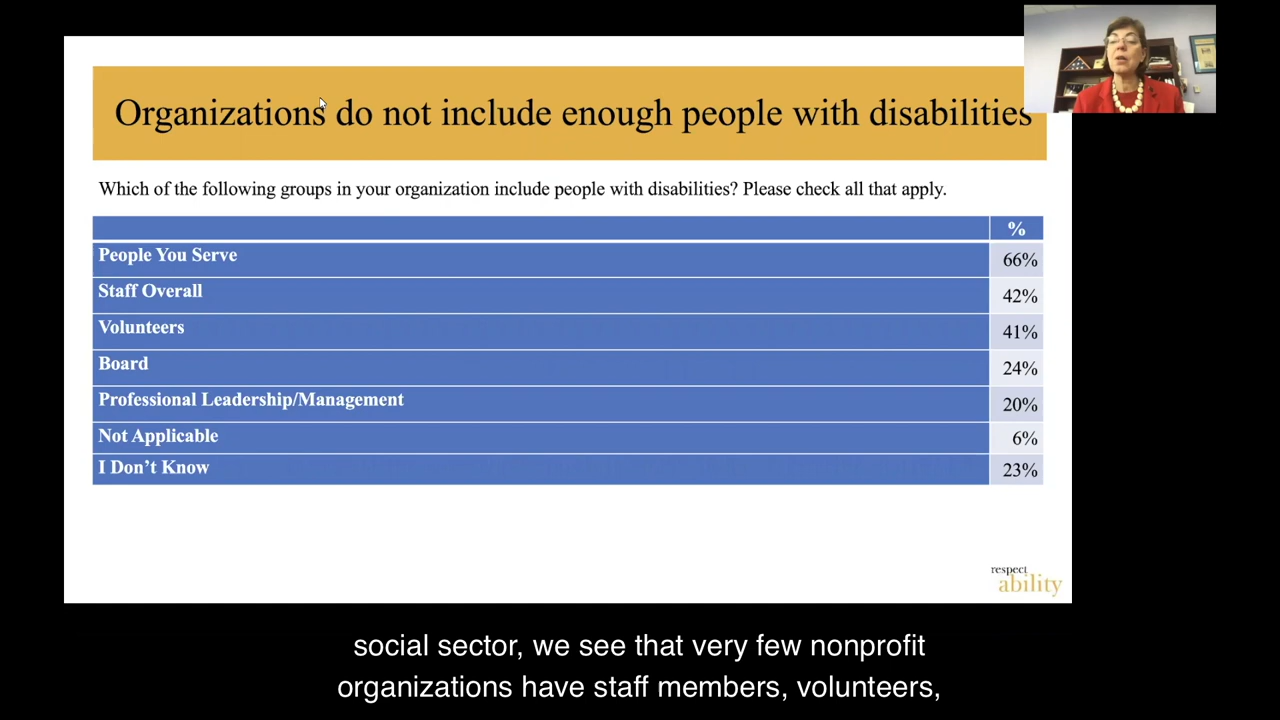 Organizations do not include enough people with disabilities
Which of the following groups in your organization include people with disabilities? Please check all that apply.
%
People You Serve 66%
Staff Overall 42%
Volunteers 41%
Board 24%
Professional Leadership/Management 20%
Not Applicable 6%
I Don’t Know 23%
respect
ability
social sector, we see that very few nonprofit
organizations have staff members, volunteers,